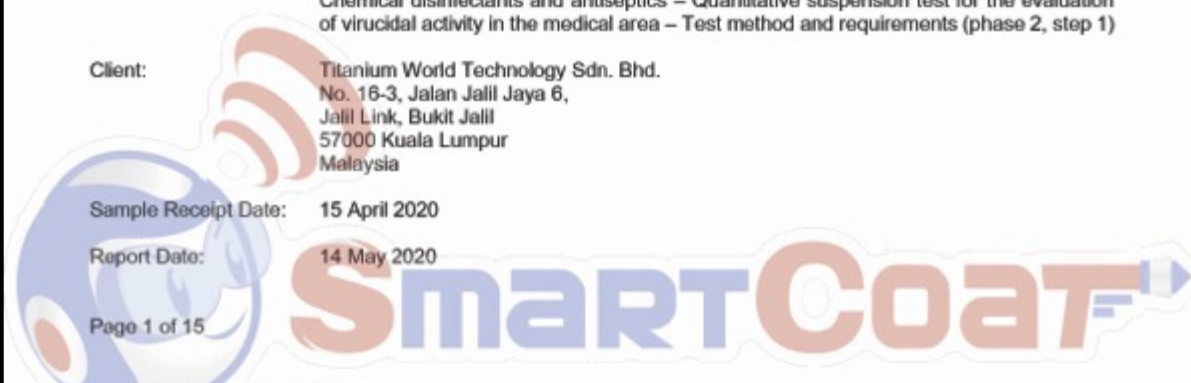 Chemical disinfectants and antiseptics – Quantitative suspension test for the evaluation
of virucidal activity in the medical area – Test method and requirements (phase 2, step 1)
Client: Titanium World Technology Sdn. Bhd.
No. 16-3, Jalan Jalil Jaya 6,
Jalil Link, Bukit Jalil
57000 Kuala Lumpur
Malaysia
Sample Receipt Date: 15 April 2020
Report Date: 14 May 2020
Page 1 of 15
SMARTCOAT